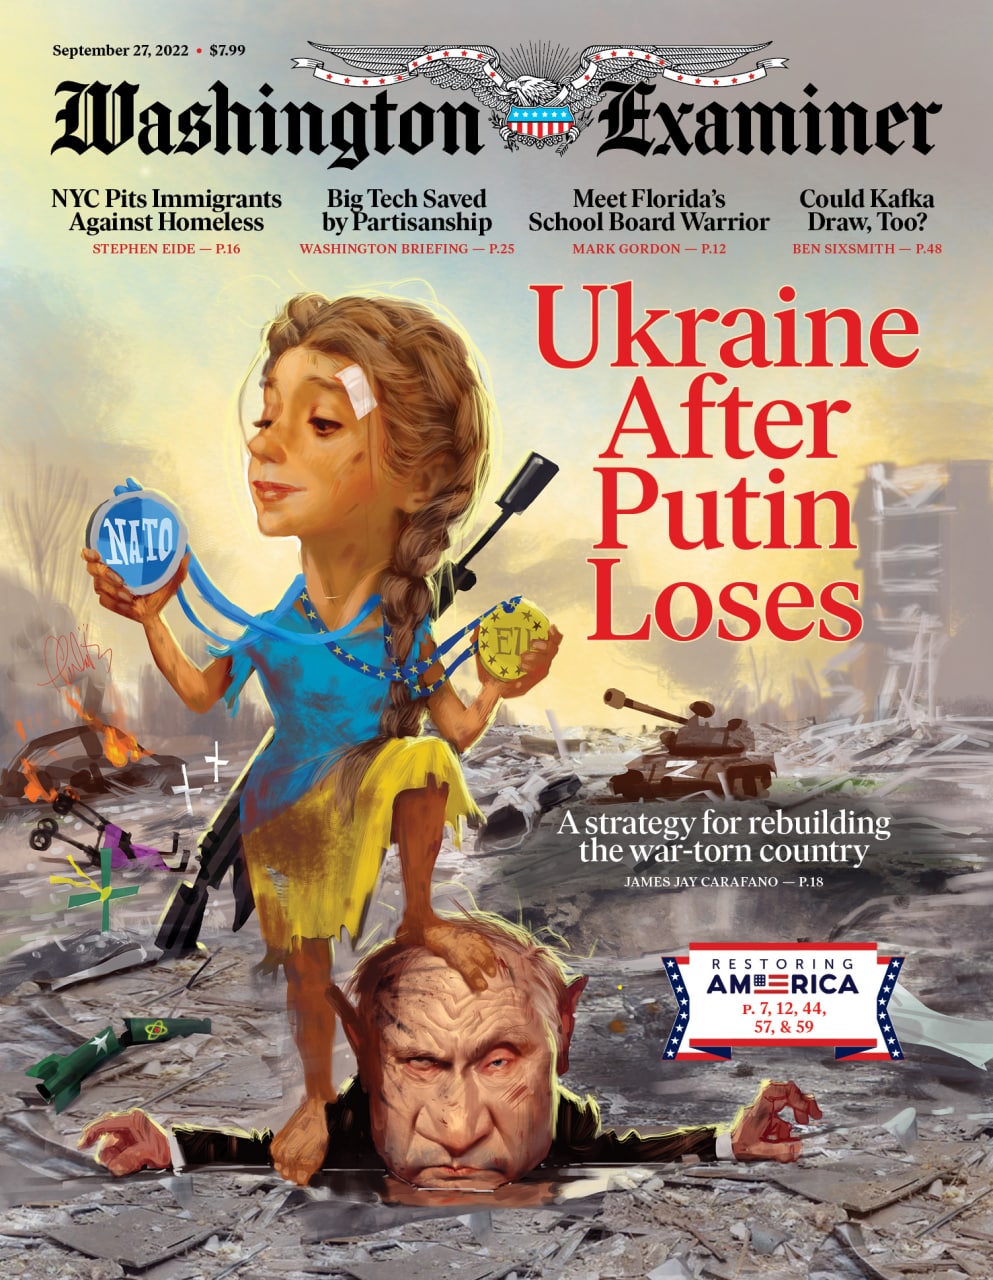 September 27, 2022 • $7.99
Washington Examiner
NYC Pits Immigrants
Against Homeless
STEPHEN EIDE — P.16
Big Tech Saved
by Partisanship
WASHINGTON BRIEFING — P.25
Meet Florida's
School Board Warrior
MARK GORDON — P.12
Could Kafka
Draw, Too?
BEN SIXSMITH — P.48
Ukraine
After
Putin
Loses
NATO
EU
Z
A strategy for rebuilding
the war-torn country
JAMES JAY CARAFANO — P.18
RESTORING
AMERICA
P. 7, 12, 44,
57, & 59